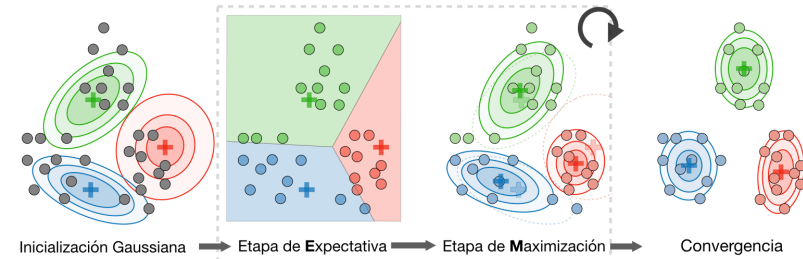 Inicialización Gaussiana
Etapa de Expectativa
Etapa de Maximización
Convergencia